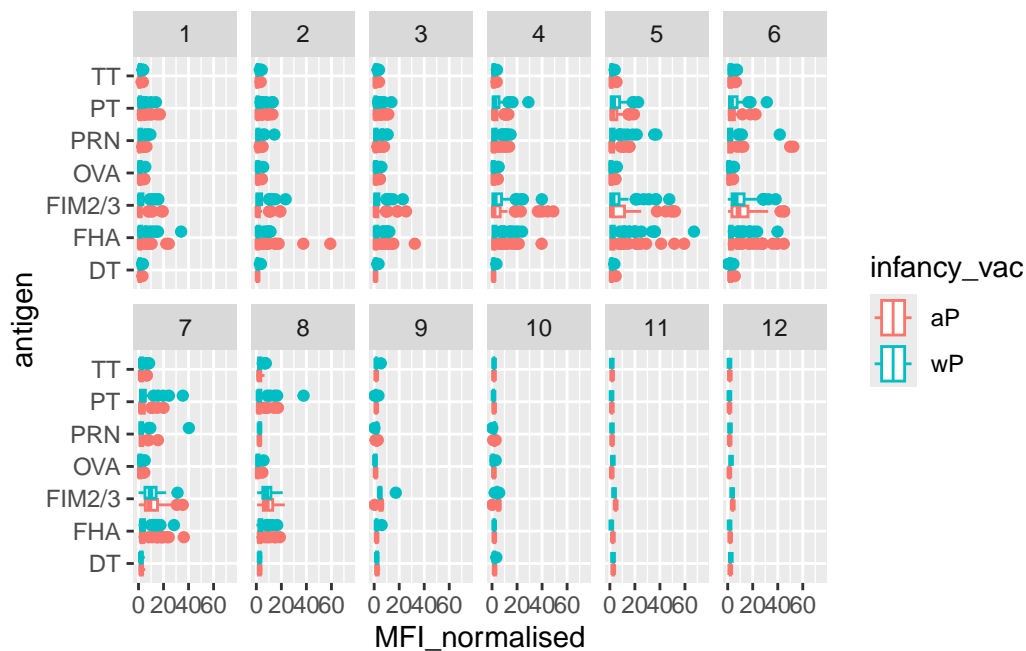 1 2 3 4 5 6
TT
PT
PRN
OVA
FIM2/3
FHA
DT
antigen
infancy_vac
aP
wP
7 8 9 10 11 12
TT
PT
PRN
OVA
FIM2/3
FHA
DT
0 204060 0 204060 0 204060 0 204060 0 204060 0 204060
MFI_normalised